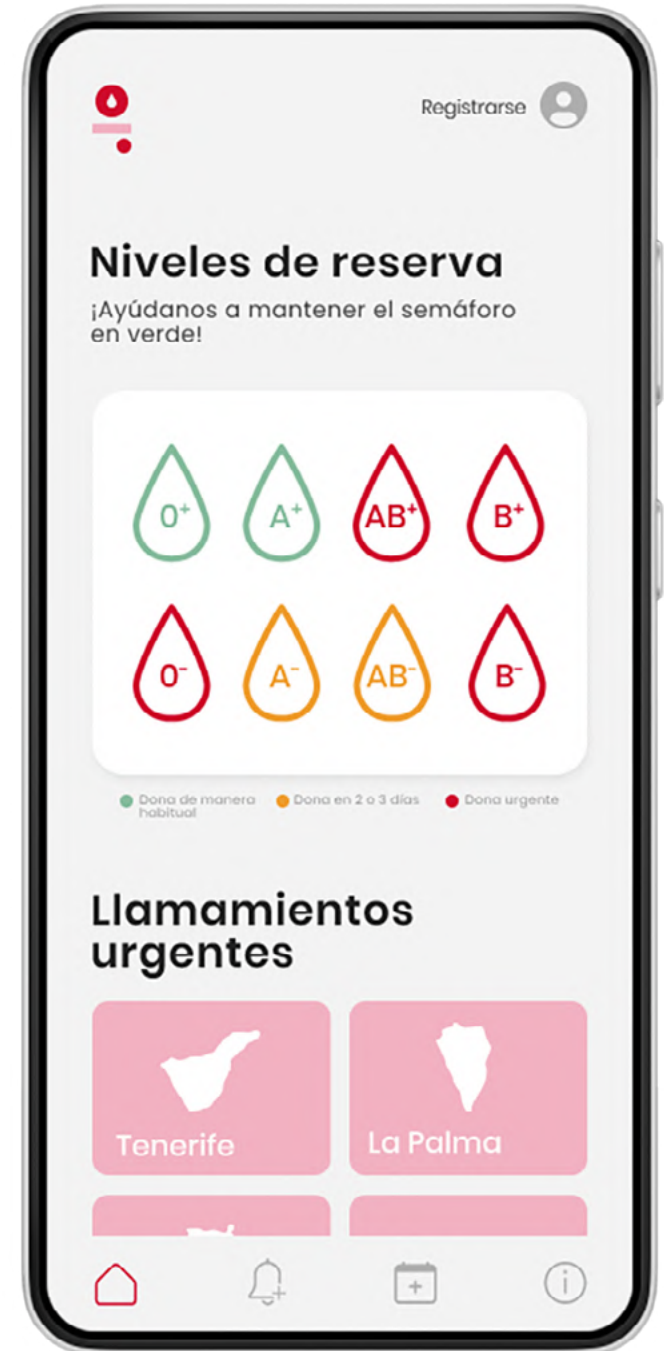 Registrarse
Niveles de reserva
¡Ayúdanos a mantener el semáforo
en verde!
0+ A+ AB+ B+
0- A- AB- B-
Dona de manera habitual
Dona en 2 o 3 días
Dona urgente
Llamamientos
urgentes
Tenerife
La Palma